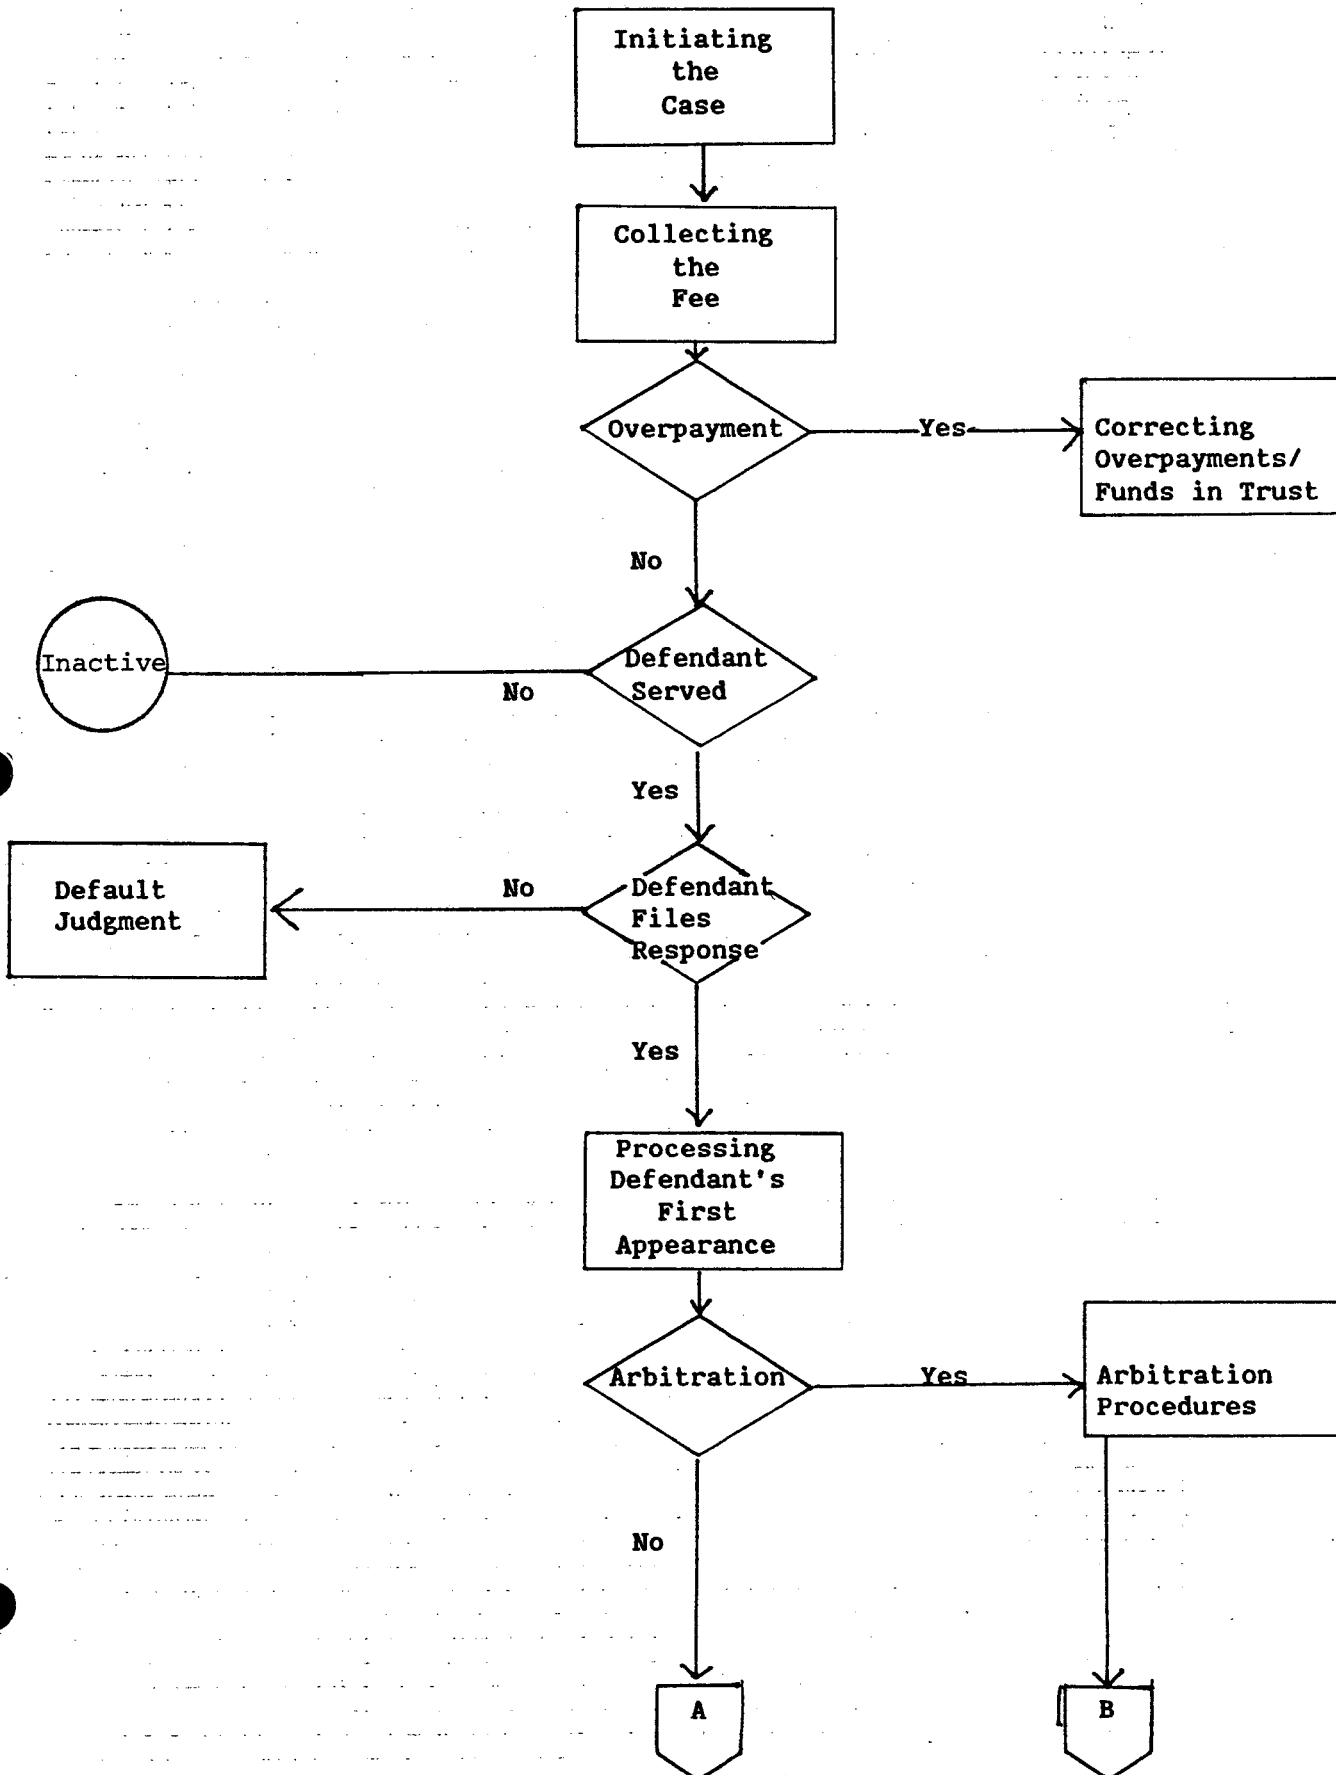 Initiating
the
Case
Collecting
the
Fee
Overpayment
Yes
Correcting
Overpayments/
Funds in Trust
No
Inactive
No
Defendant
Served
Yes
Default
Judgment
No
Defendant
Files
Response
Yes
Processing
Defendant's
First
Appearance
Arbitration
Yes
Arbitration
Procedures
No
A
B